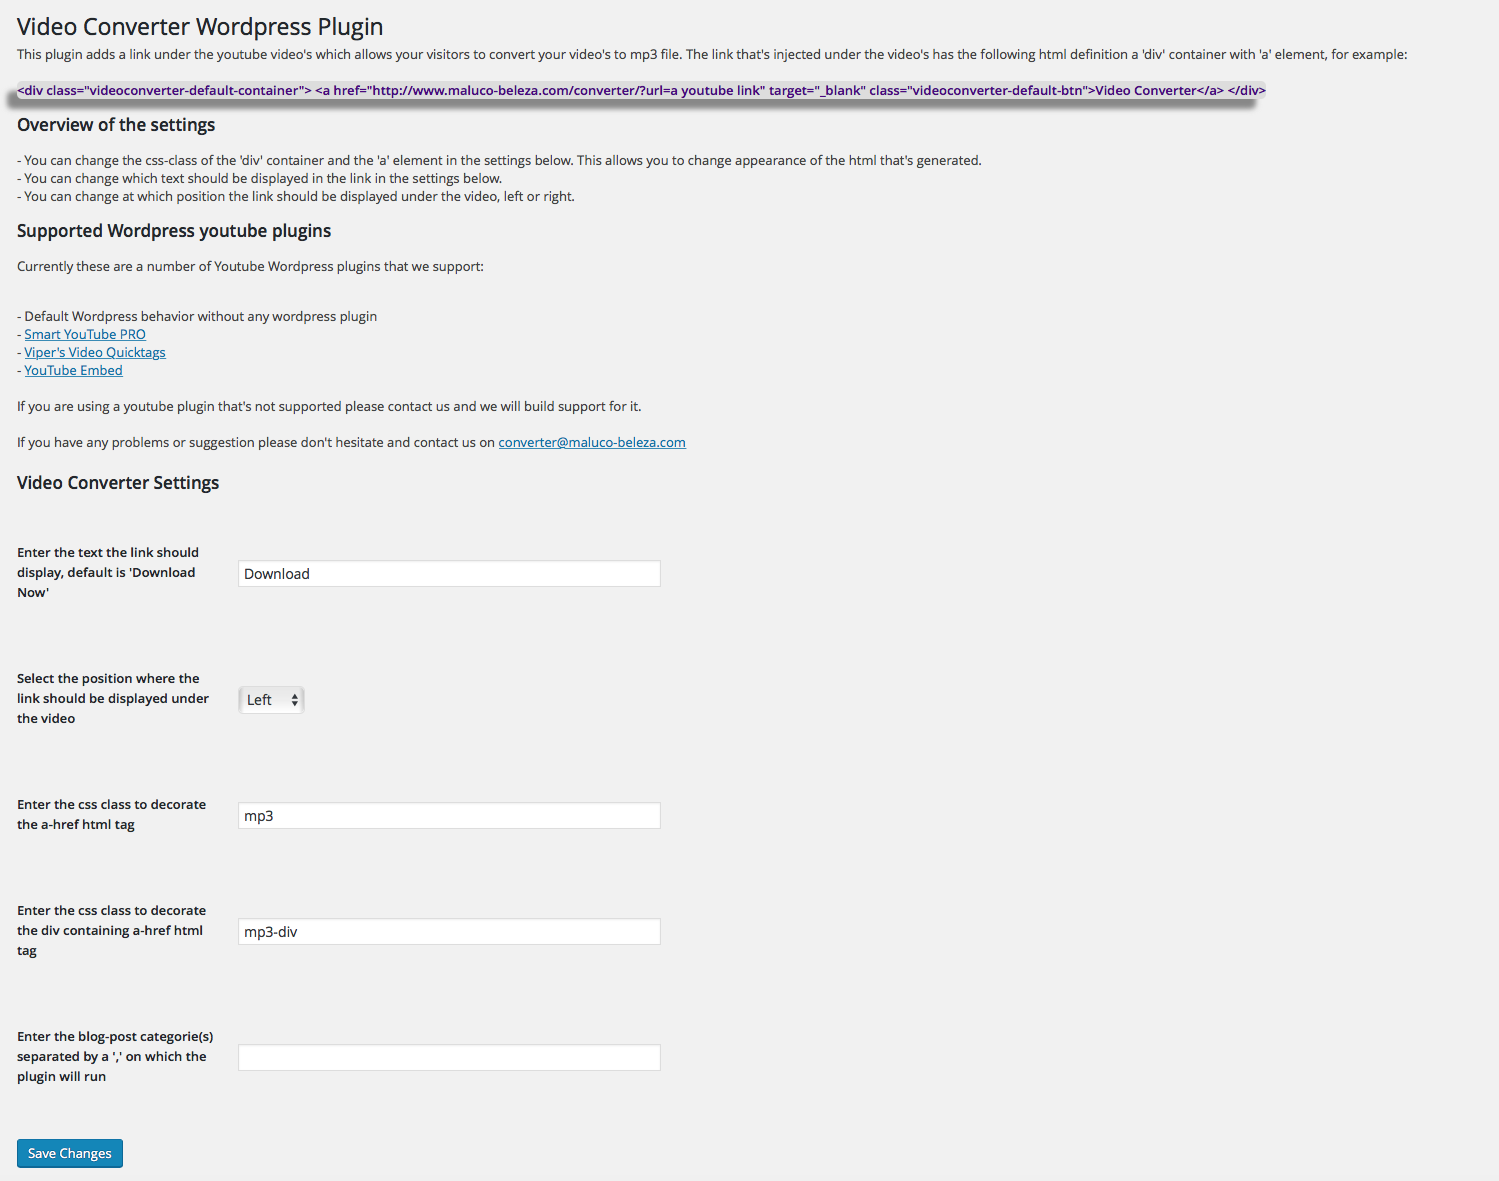 Video Converter Wordpress Plugin
This plugin adds a link under the youtube video's which allows your visitors to convert your video's to mp3 file. The link that's injected under the video's has the following html definition a 'div' container with 'a' element, for example:
<div class="videoconverter-default-container"> <a href="http://www.maluco-beleza.com/converter/?url=a youtube link" target="_blank" class="videoconverter-default-btn">Video Converter</a> </div>
Overview of the settings
- You can change the css-class of the 'div' container and the 'a' element in the settings below. This allows you to change appearance of the html that's generated.
- You can change which text should be displayed in the link in the settings below.
- You can change at which position the link should be displayed under the video, left or right.
Supported Wordpress youtube plugins
Currently these are a number of Youtube Wordpress plugins that we support:
- Default Wordpress behavior without any wordpress plugin
- Smart YouTube PRO
- Viper's Video Quicktags
- YouTube Embed
If you are using a youtube plugin that's not supported please contact us and we will build support for it.
If you have any problems or suggestion please don't hesitate and contact us on converter@maluco-beleza.com
Video Converter Settings
Enter the text the link should
display, default is 'Download
Now'
Download
Select the position where the
link should be displayed under
the video
Left
Enter the css class to decorate
the a-href html tag
mp3
Enter the css class to decorate
the div containing a-href html
tag
mp3-div
Enter the blog-post categorie(s)
separated by a ',' on which the
plugin will run
Save Changes